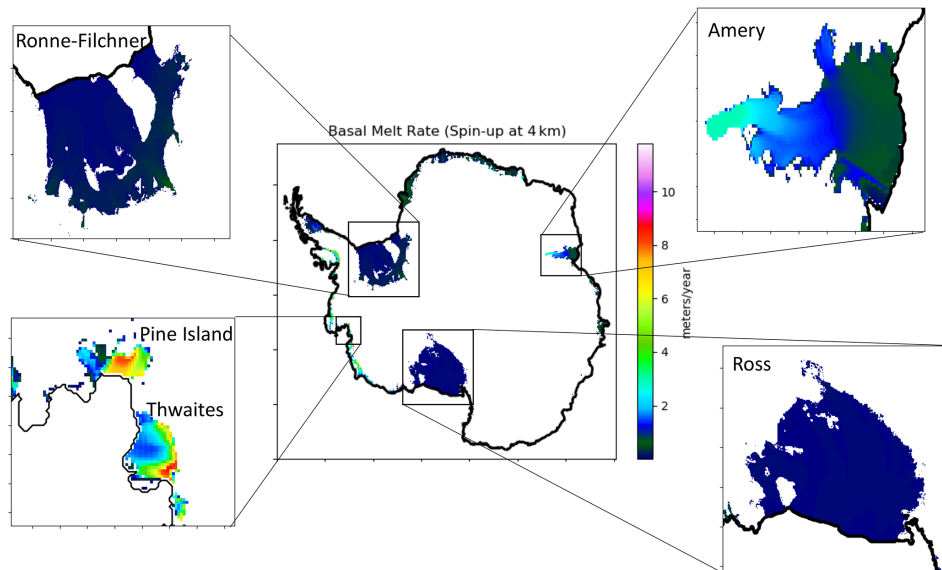 Ronne-Filchner
Amery
Basal Melt Rate (Spin-up at 4 km)
10
8
6
4
2
meters/year
Pine Island
Thwaites
Ross